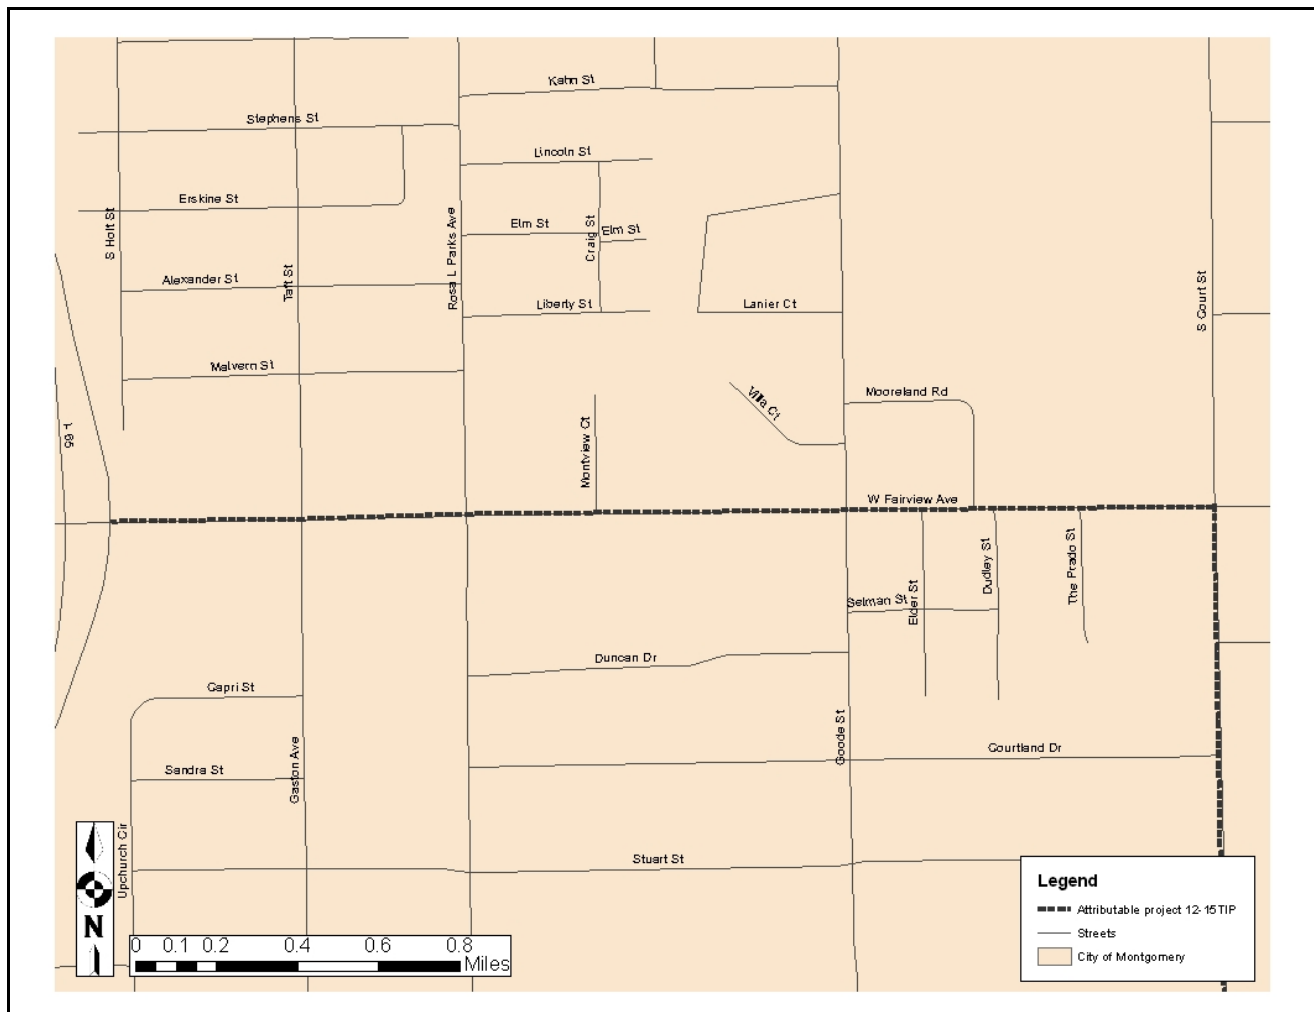 Kahn St
Stephens St
Lincoln St
Erskine St
S Holt St
Rosa L Parks Ave
Elm St
Craig St
Elm St
Alexander St
Taft St
Liberty St
Lanier Ct
S Court St
Malvern St
Villa Ct
Mooreland Rd
I- 65
Montview Ct
W Fairview Ave
Selman St
Elder St
Dudley St
The Prado St
Duncan Dr
Capri St
Goode St
Courtland Dr
Sandra St
Gaston Ave
Upchurch Cir
Stuart St
N
0 0.1 0.2 0.4 0.6 0.8
Miles
Legend
Attributable project 12-15TIP
Streets
City of Montgomery